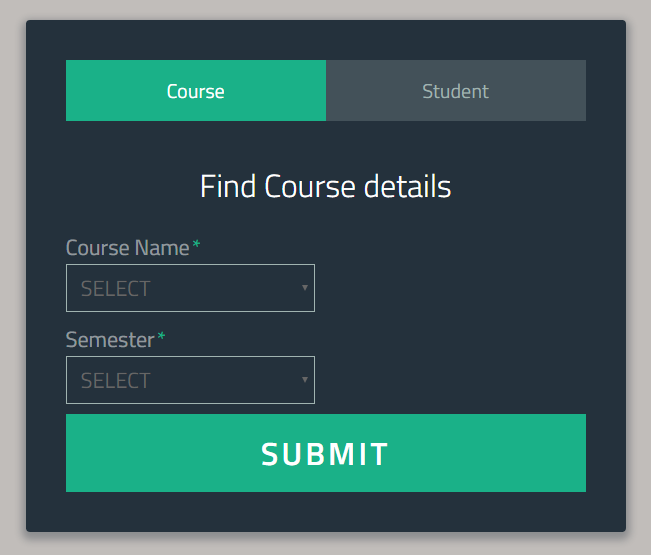 Course Student
Find Course details
Course Name*
SELECT
Semester*
SELECT
SUBMIT